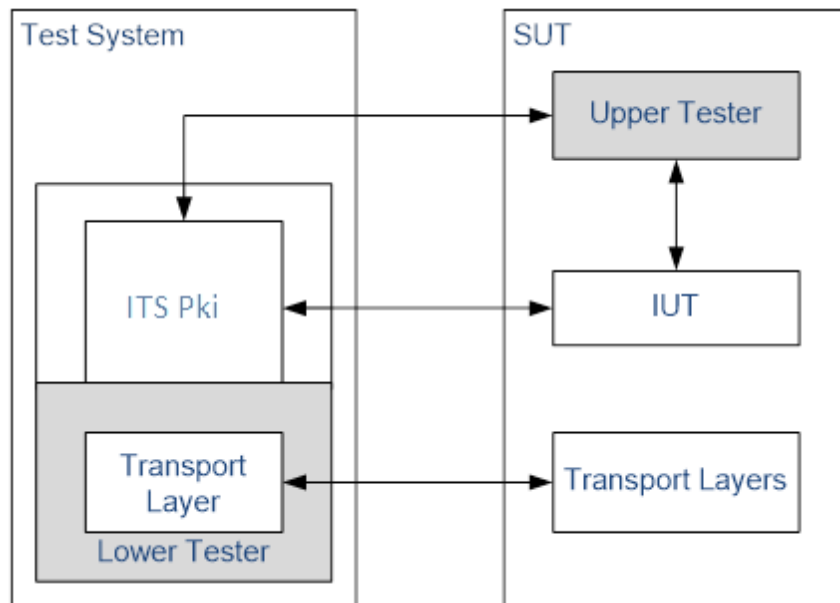 Test System
SUT
Upper Tester
ITS Pki
IUT
Transport
Layer
Transport Layers
Lower Tester